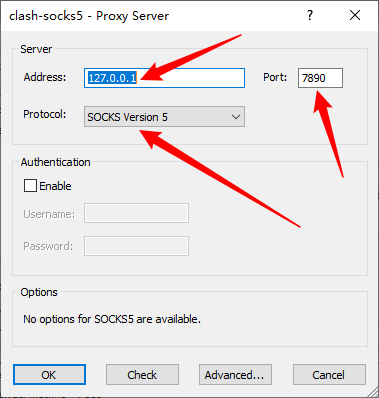 clash-socks5 - Proxy Server
Server
Address: 127.0.0.1 Port: 7890
Protocol: SOCKS Version 5
Authentication
Enable
Username:
Password:
Options
No options for SOCKS5 are available.
OK Check Advanced... Cancel